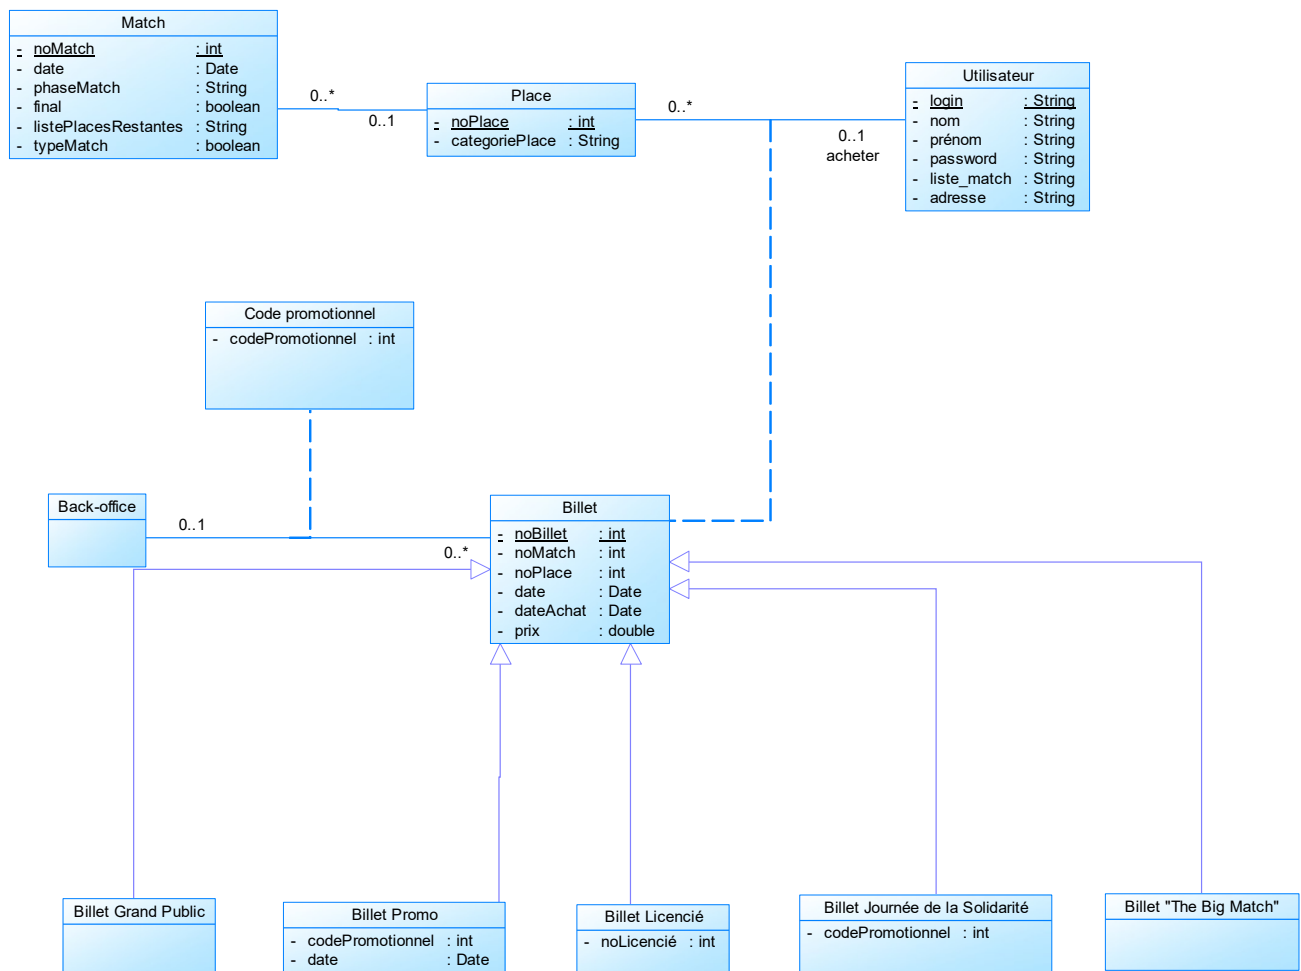 Match
- noMatch : int
- date : Date
- phaseMatch : String
- final : boolean
- listePlacesRestantes : String
- typeMatch : boolean
0..*
0..1
Place
- noPlace : int
- categoriePlace : String
0..*
0..1
acheter
Utilisateur
- login : String
- nom : String
- prénom : String
- password : String
- liste_match : String
- adresse : String
Code promotionnel
- codePromotionnel : int
Back-office
0..1
0..*
Billet
- noBillet : int
- noMatch : int
- noPlace : int
- date : Date
- dateAchat : Date
- prix : double
Billet Grand Public
Billet Promo
- codePromotionnel : int
- date : Date
Billet Licencié
- noLicencié : int
Billet Journée de la Solidarité
- codePromotionnel : int
Billet "The Big Match"